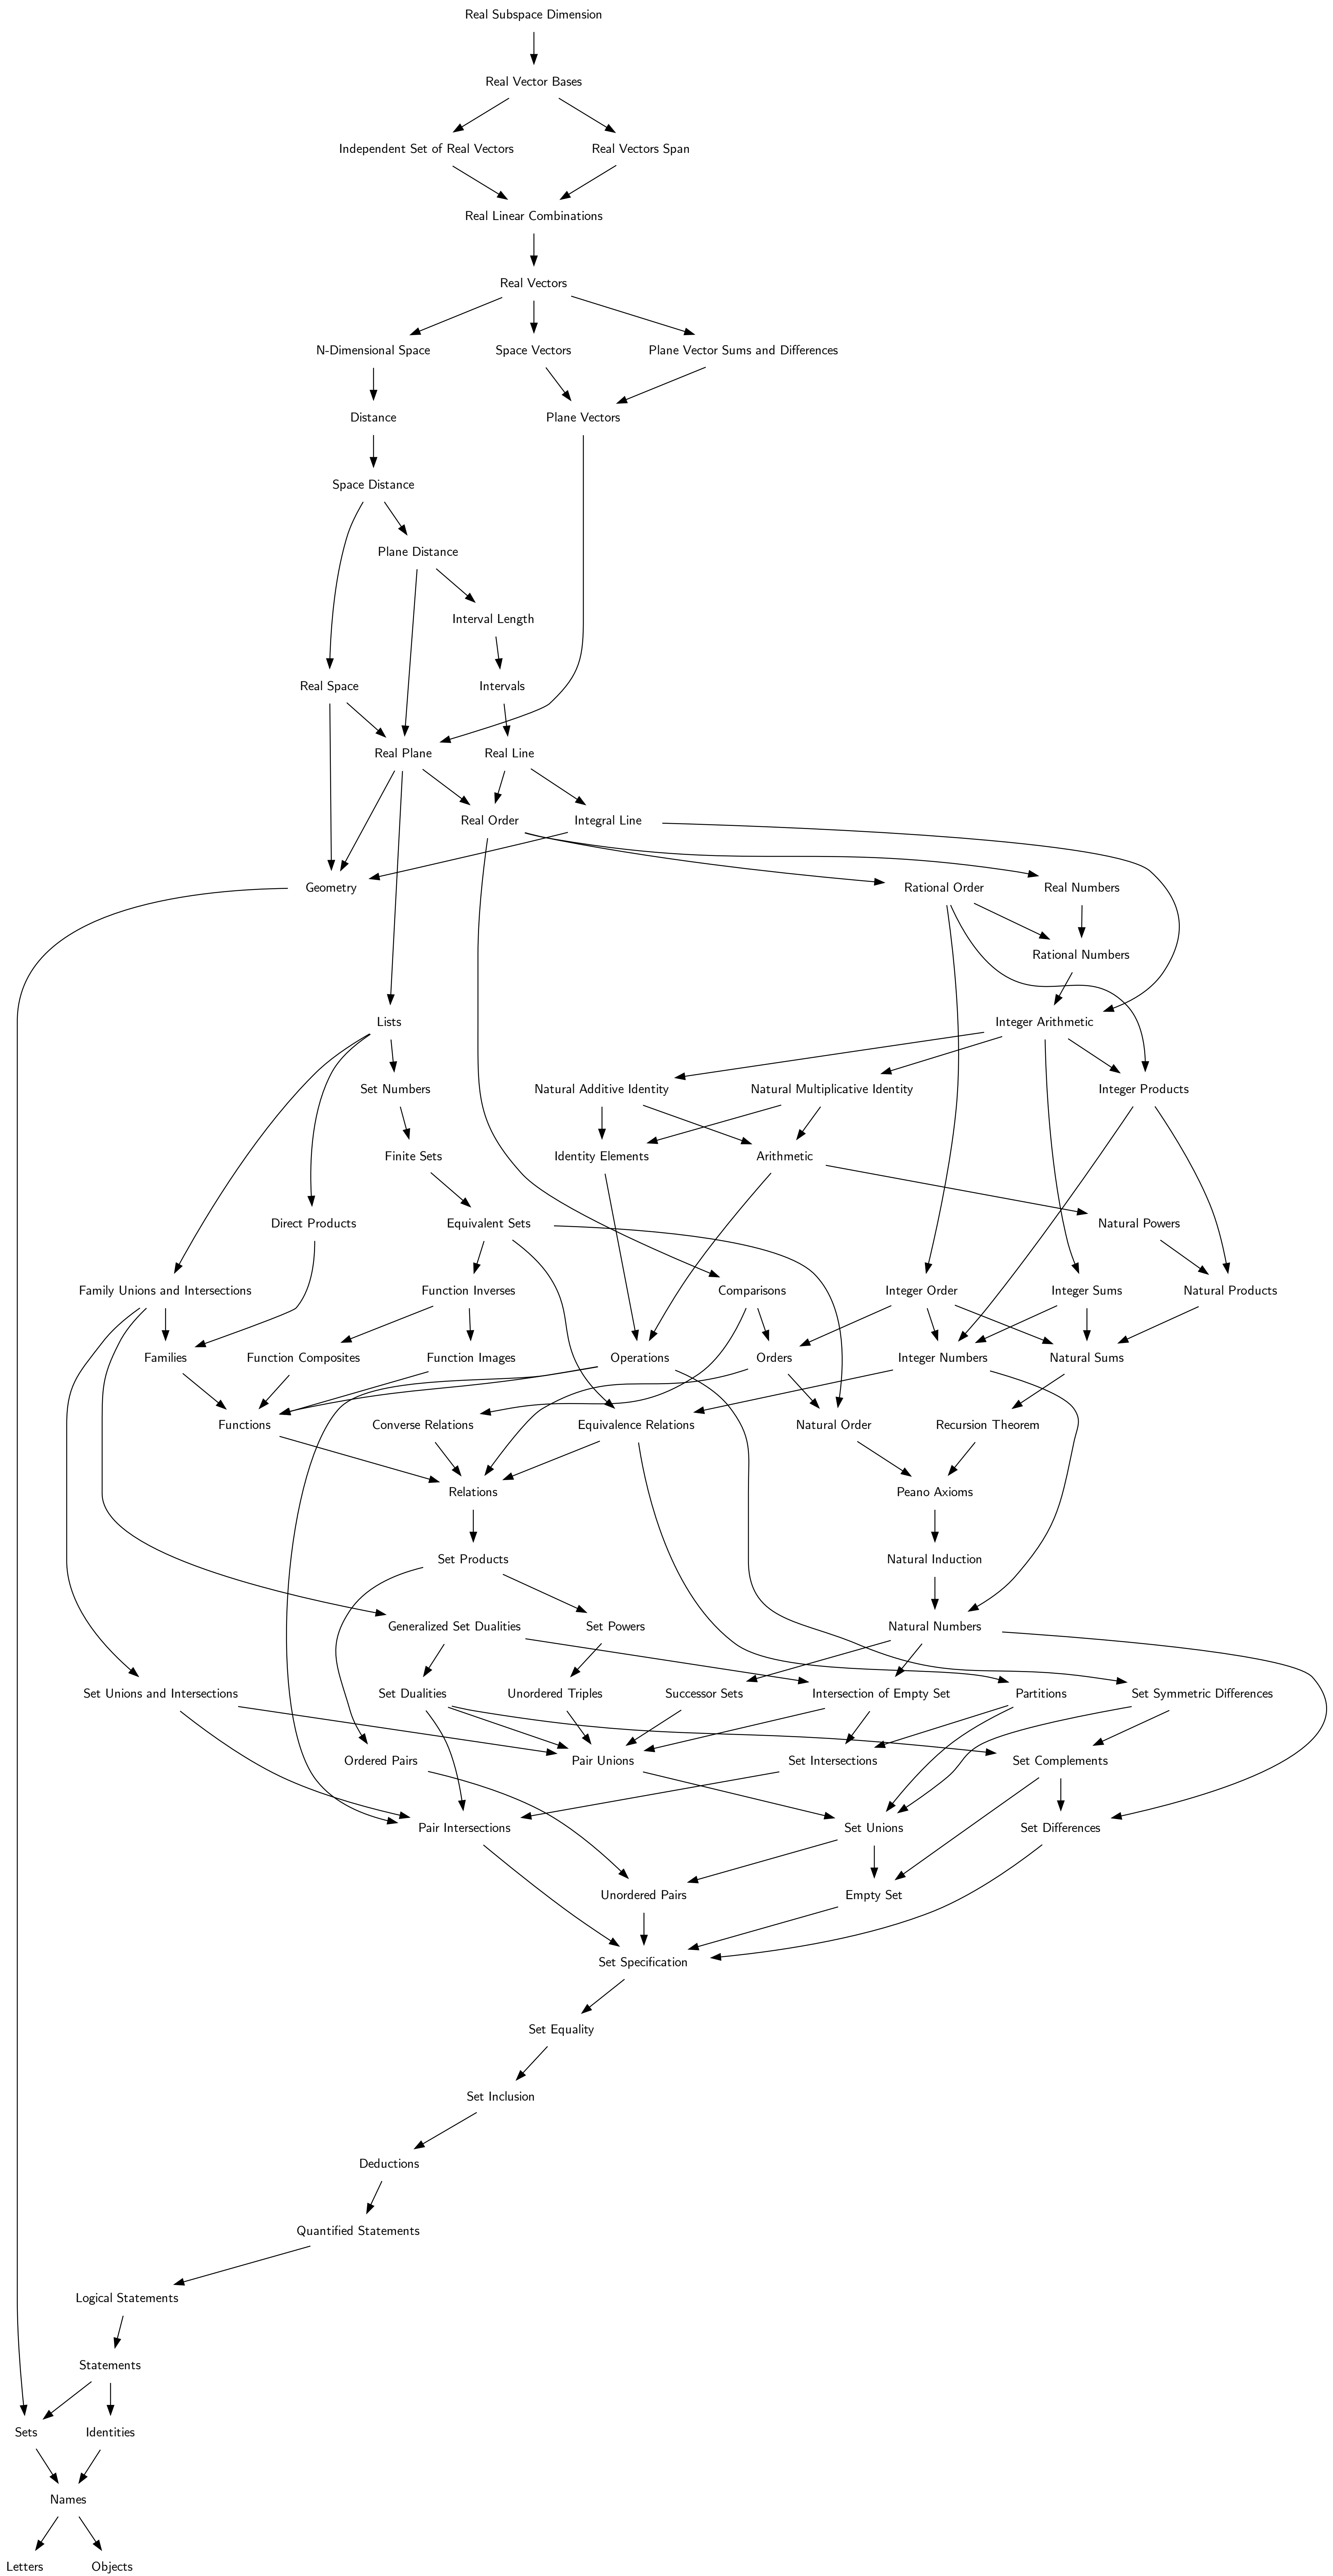 Real Subspace Dimension
Real Vector Bases
Independent Set of Real Vectors
Real Vectors Span
Real Linear Combinations
Real Vectors
N-Dimensional Space
Space Vectors
Plane Vector Sums and Differences
Distance
Plane Vectors
Space Distance
Plane Distance
Interval Length
Real Space
Intervals
Real Plane
Real Line
Real Order
Integral Line
Geometry
Rational Order
Real Numbers
Rational Numbers
Lists
Integer Arithmetic
Set Numbers
Natural Additive Identity
Natural Multiplicative Identity
Integer Products
Finite Sets
Identity Elements
Arithmetic
Direct Products
Equivalent Sets
Natural Powers
Family Unions and Intersections
Function Inverses
Comparisons
Integer Order
Integer Sums
Natural Products
Families
Function Composites
Function Images
Operations
Orders
Integer Numbers
Natural Sums
Functions
Converse Relations
Equivalence Relations
Natural Order
Recursion Theorem
Relations
Peano Axioms
Set Products
Natural Induction
Generalized Set Dualities
Set Powers
Natural Numbers
Set Unions and Intersections
Set Dualities
Unordered Triples
Successor Sets
Intersection of Empty Set
Partitions
Set Symmetric Differences
Ordered Pairs
Pair Unions
Set Intersections
Set Complements
Pair Intersections
Set Unions
Set Differences
Unordered Pairs
Empty Set
Set Specification
Set Equality
Set Inclusion
Deductions
Quantified Statements
Logical Statements
Statements
Sets
Identities
Names
Letters
Objects